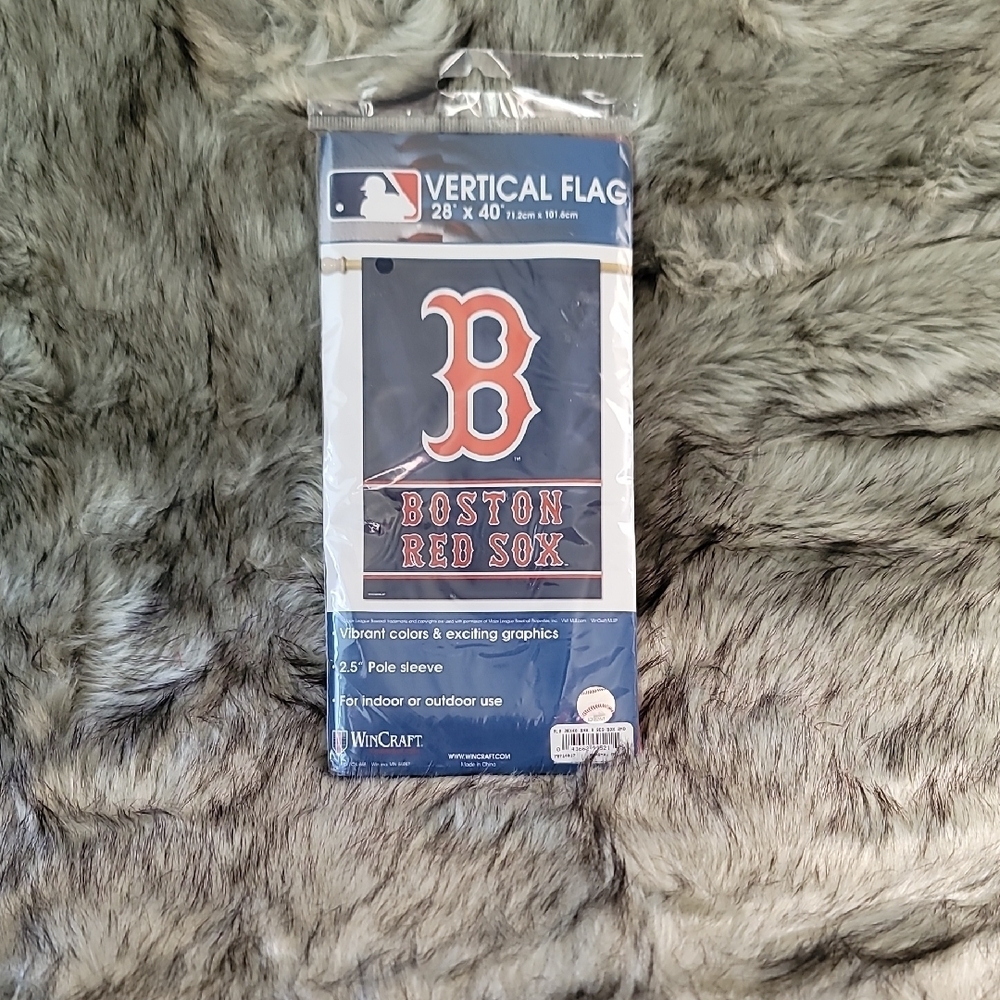 VERTICAL FLAG
28" x 40" 71.2cm x 101.6cm
B
TM
BOSTON
RED SOX
Vibrant colors & exciting graphics
2.5" Pole sleeve
For indoor or outdoor use
WINCRAFT.
WWW.WINCRAFT.COM
Made in China